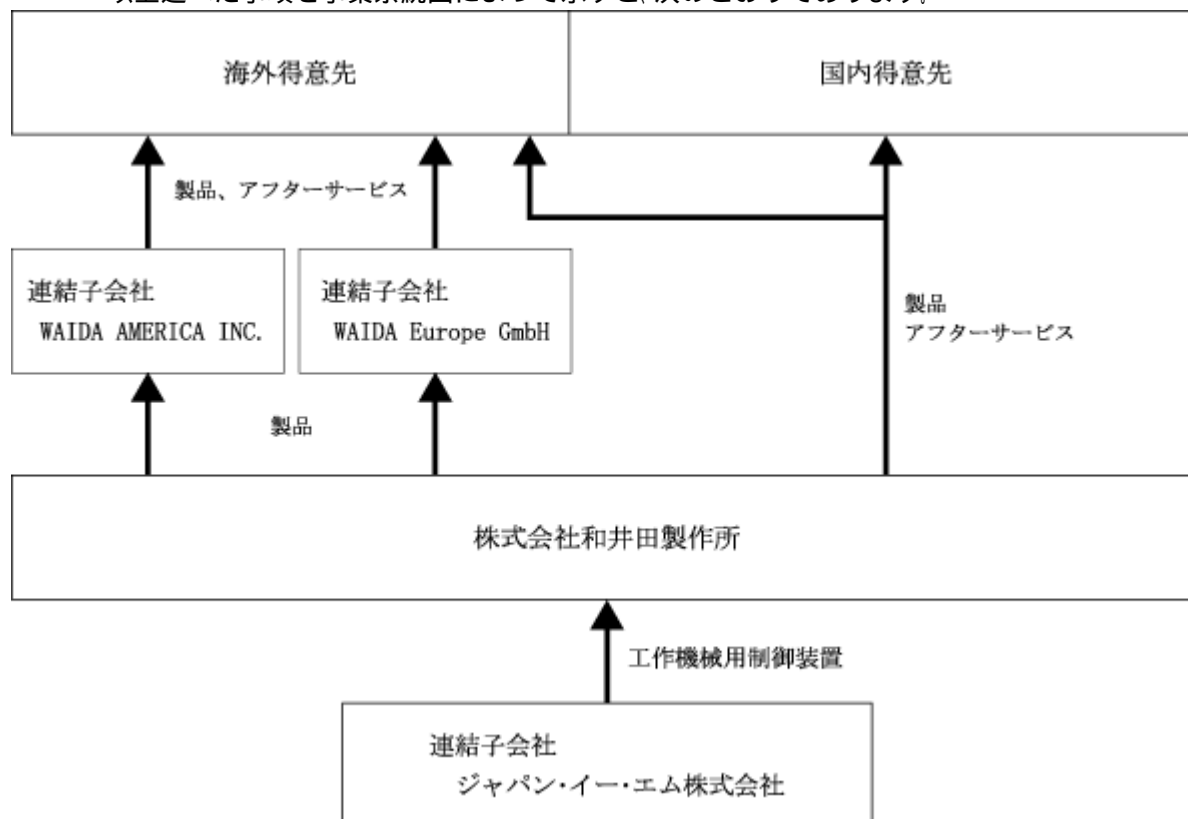 海外得意先
国内得意先
製品、アフターサービス
連結子会社
WAIDA AMERICA INC.
連結子会社
WAIDA Europe GmbH
製品
アフターサービス
製品
株式会社和井田製作所
工作機械用制御装置
連結子会社
ジャパン・イー・エム株式会社